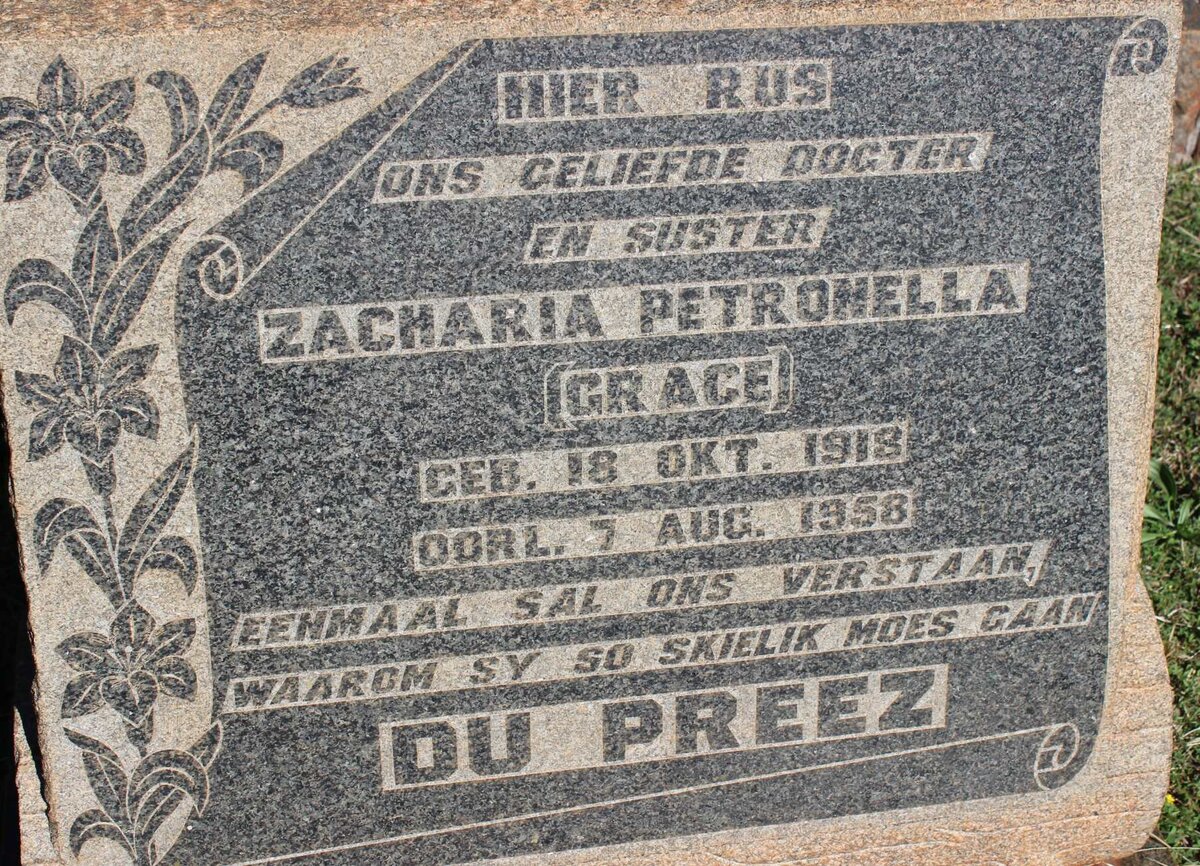 HIER RUS
ONS GELIEFDE DOGTER
EN SUSTER
ZACHARIA PETRONELLA
(GRACE)
GEB. 18 OKT. 1913
OORL. 7 AUG. 1958
EENMAAL SAL ONS VERSTAAN,
WAAROM SY SO SKIELIK MOES GAAN
DU PREEZ